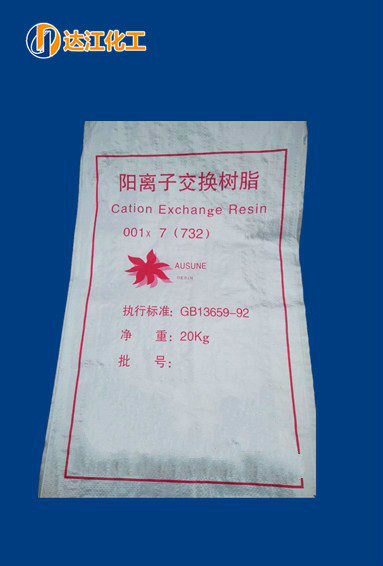 达江化工
阳离子交换树脂
Cation Exchange Resin
001x 7 (732)
AUSUNE
执行标准: GB13659-92
净 重: 20Kg
批 号: